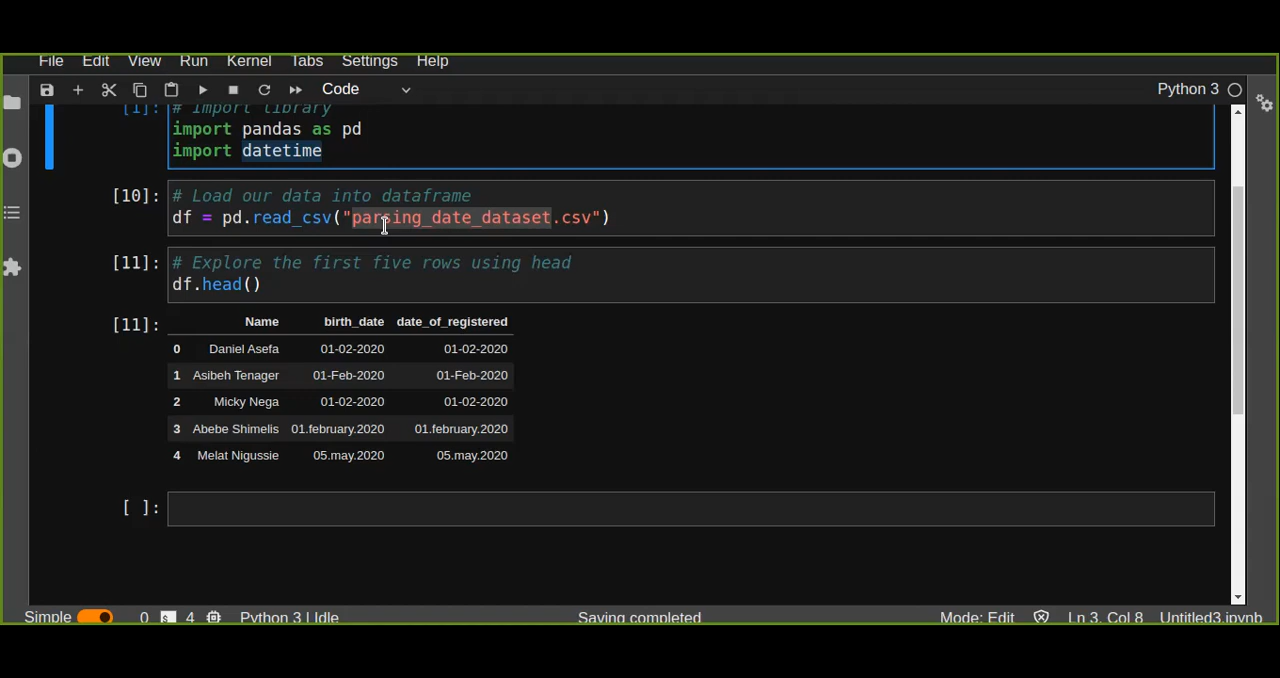 File Edit View Run Kernel Tabs Settings Help
Code Python 3
[1]: # Import library
import pandas as pd
import datetime
[10]: # Load our data into dataframe
df = pd.read_csv("parsing_date_dataset.csv")
[11]: # Explore the first five rows using head
df.head()
[11]: Name birth_date date_of_registered
0 Daniel Asefa 01-02-2020 01-02-2020
1 Asibeh Tenager 01-Feb-2020 01-Feb-2020
2 Micky Nega 01-02-2020 01-02-2020
3 Abebe Shimelis 01.february.2020 01.february.2020
4 Melat Nigussie 05.may.2020 05.may.2020
[ ]:
Simple 0 $ 4 Python 3 | Idle Saving completed Mode: Edit Ln 3, Col 8 Untitled3.ipynb